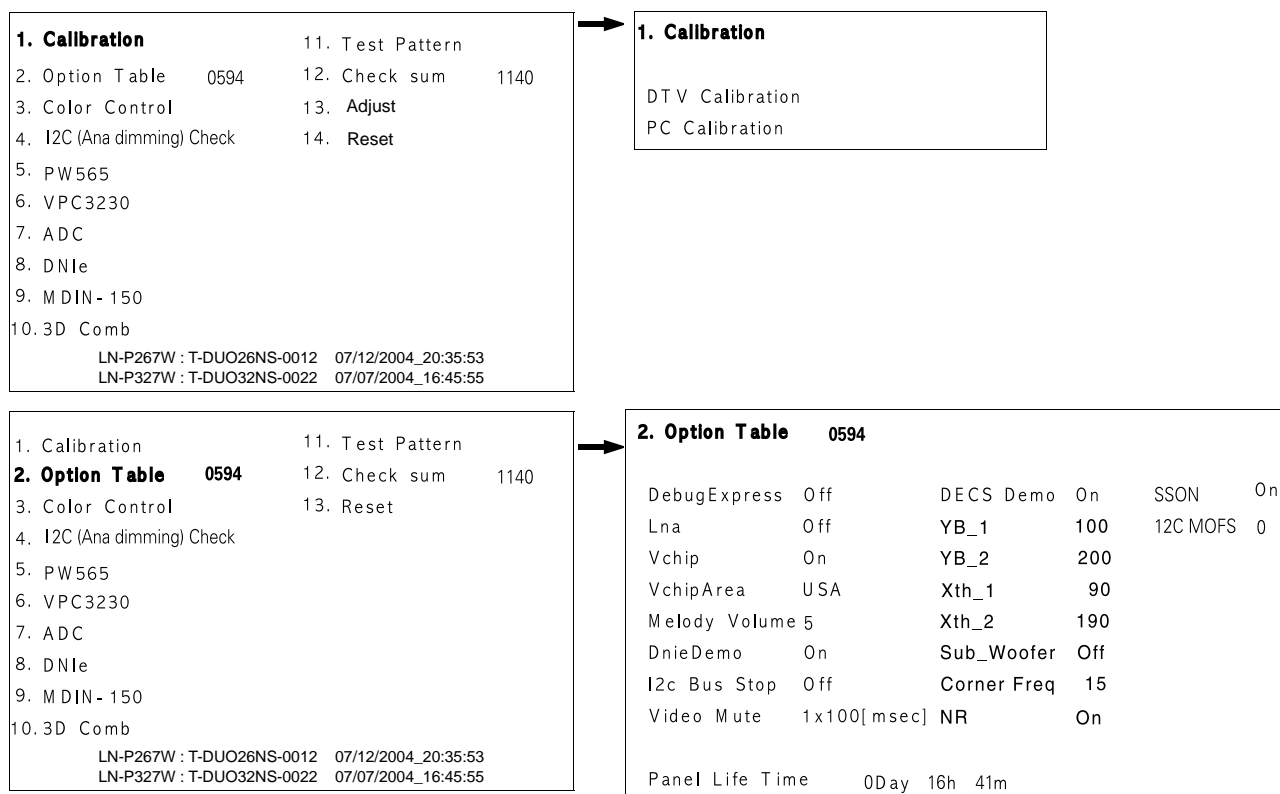 1. Calibration
2. Option Table 0594
3. Color Control
4. I2C (Ana dimming) Check
5. PW565
6. VPC3230
7. ADC
8. DNIe
9. MDIN-150
10. 3D Comb
11. Test Pattern
12. Check sum 1140
13. Adjust
14. Reset
LN-P267W : T-DUO26NS-0012 07/12/2004_20:35:53
LN-P327W : T-DUO32NS-0022 07/07/2004_16:45:55
1. Calibration
DTV Calibration
PC Calibration
1. Calibration
2. Option Table 0594
3. Color Control
4. I2C (Ana dimming) Check
5. PW565
6. VPC3230
7. ADC
8. DNIe
9. MDIN-150
10. 3D Comb
11. Test Pattern
12. Check sum 1140
13. Reset
LN-P267W : T-DUO26NS-0012 07/12/2004_20:35:53
LN-P327W : T-DUO32NS-0022 07/07/2004_16:45:55
2. Option Table 0594
DebugExpress Off DECS Demo On SSON On
Lna Off YB_1 100 12C MOFS 0
Vchip On YB_2 200
VchipArea USA Xth_1 90
Melody Volume 5 Xth_2 190
DnieDemo On Sub_Woofer Off
I2c Bus Stop Off Corner Freq 15
Video Mute 1x100[msec] NR On
Panel Life Time 0Day 16h 41m